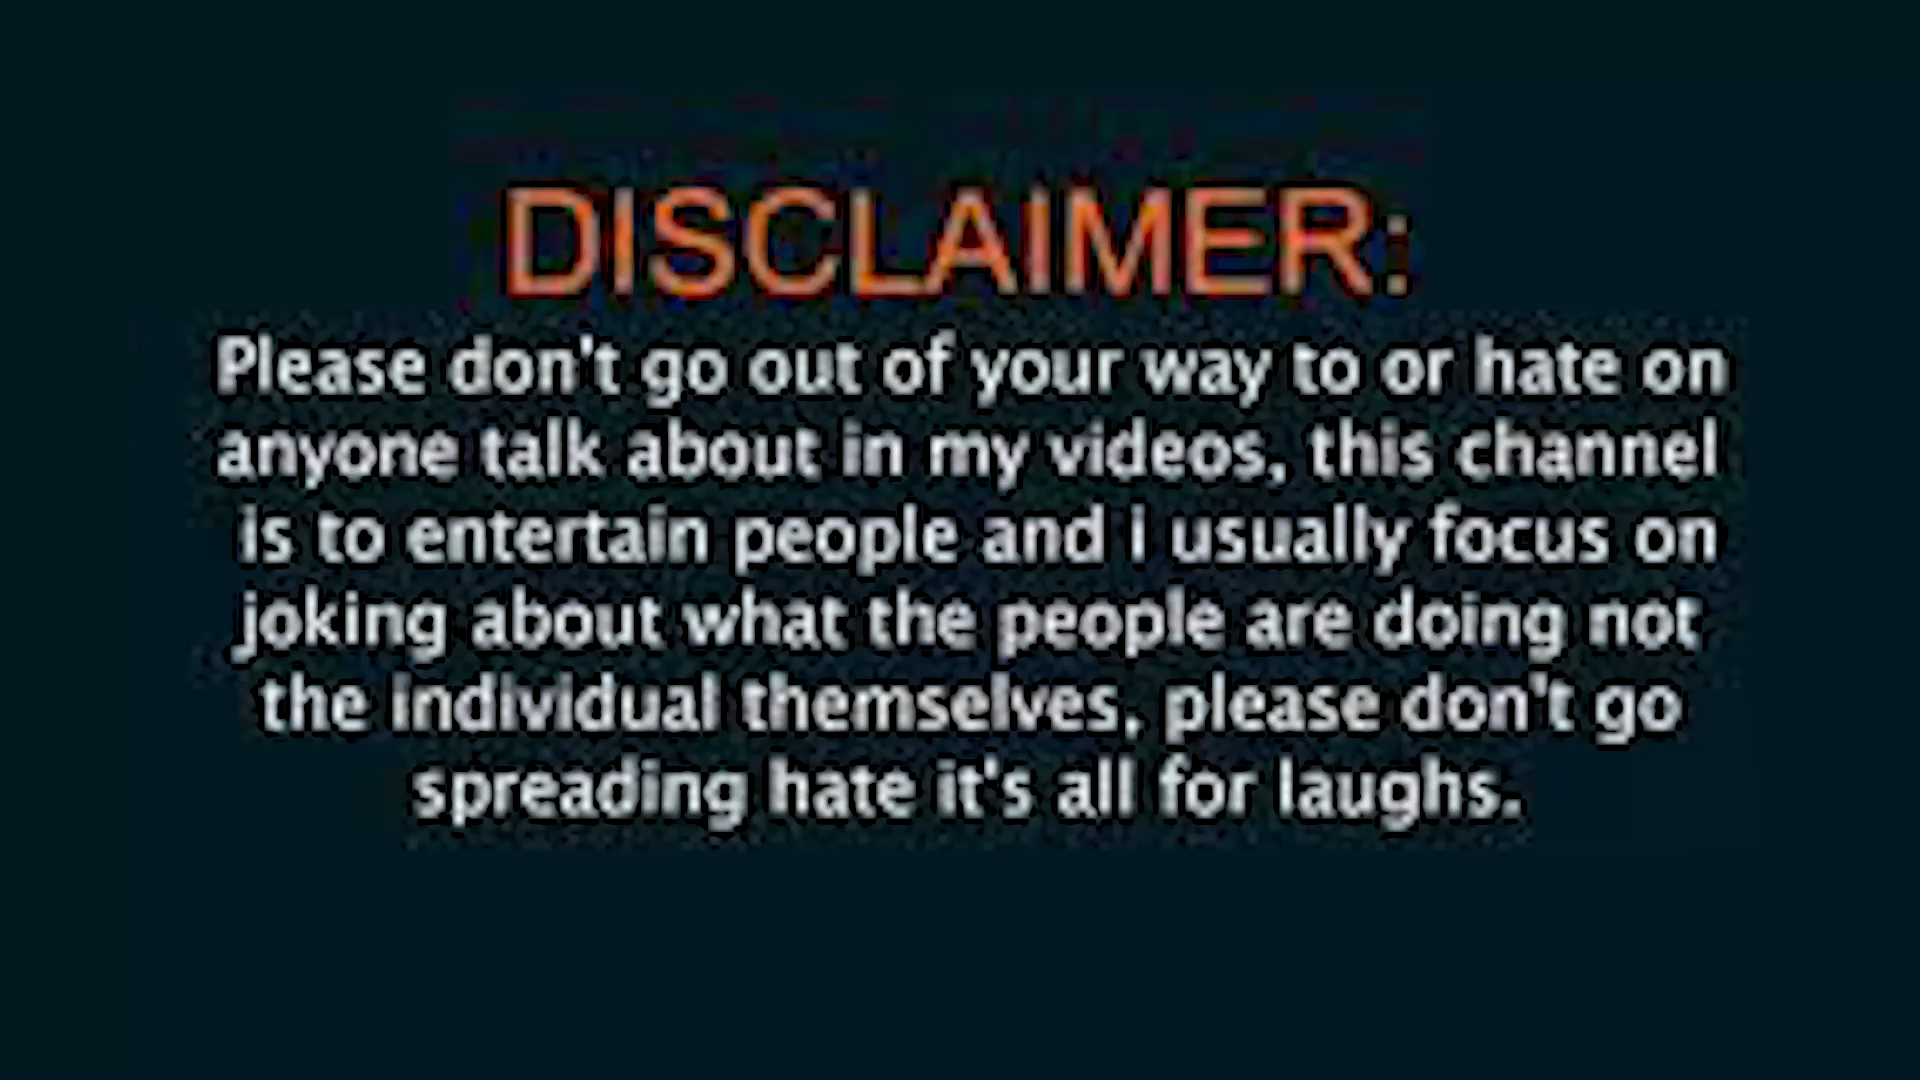 DISCLAIMER:
Please don't go out of your way to or hate on
anyone talk about in my videos, this channel
is to entertain people and i usually focus on
joking about what the people are doing not
the individual themselves, please don't go
spreading hate it's all for laughs.